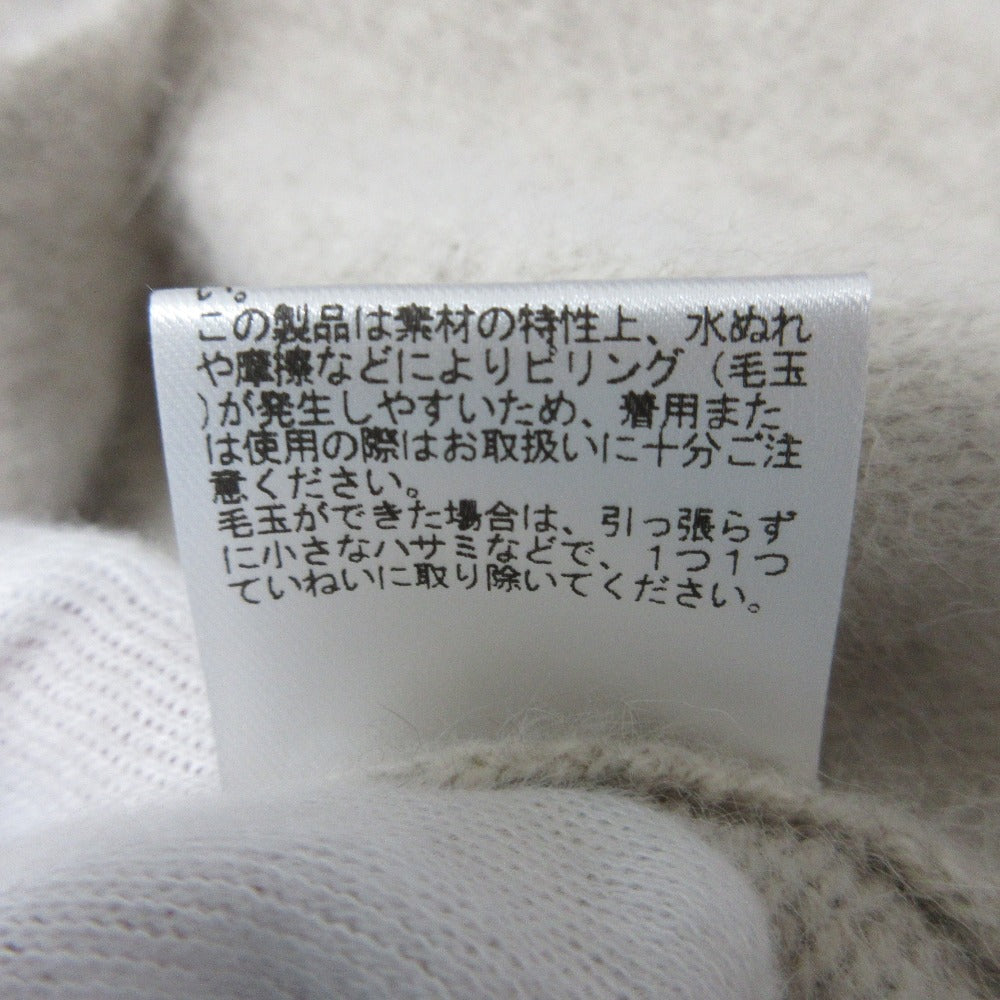 い。
この製品は素材の特性上、水ぬれ
や摩擦などによりピリング（毛玉
)が発生しやすいため、着用また
は使用の際はお取扱いに十分ご注
意ください。
毛玉ができた場合は、引っ張らず
に小さなハサミなどで、1つ1つ
ていねいに取り除いてください。